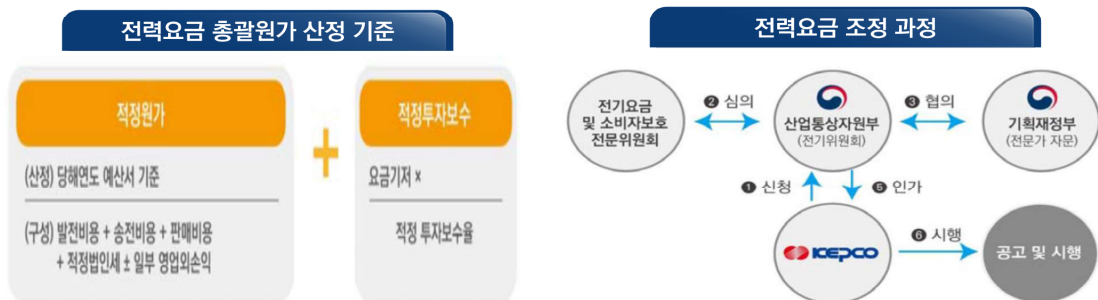 전력요금 총괄원가 산정 기준
적정원가
(산정) 당해연도 예산서 기준
(구성) 발전비용 + 송전비용 + 판매비용
+ 적정법인세 ± 일부 영업외손익
+
적정투자보수
요금기저 ×
적정 투자보수율
전력요금 조정 과정
전기요금
및 소비자보호
전문위원회
❷ 심의
산업통상자원부
(전기위원회)
❸ 협의
기획재정부
(전문가 자문)
❶ 신청
❺ 인가
KEPCO
❻ 시행
공고 및 시행